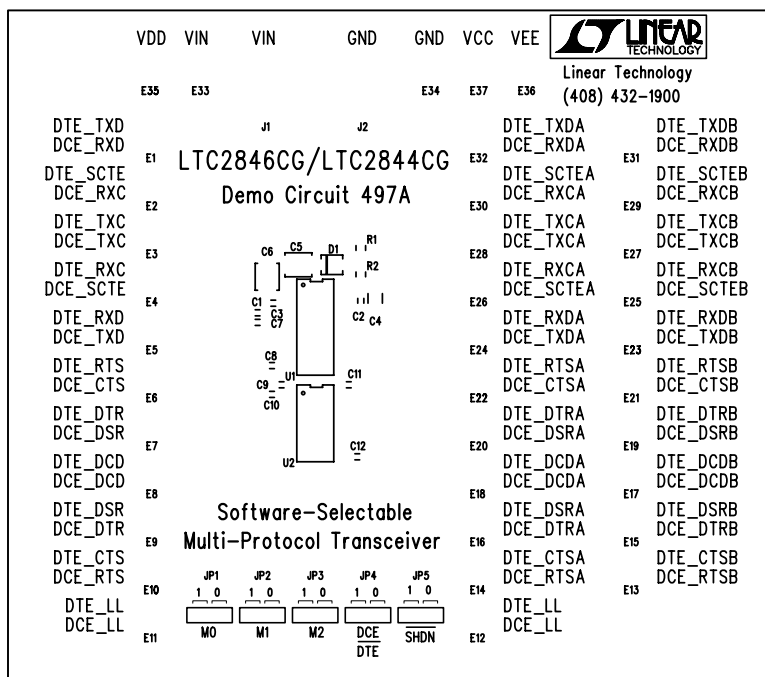 VDD VIN VIN GND GND VCC VEE
LINEAR
TECHNOLOGY
Linear Technology
(408) 432-1900
E35 E33 E34 E37 E36
J1 J2
DTE_TXD DTE_TXDA DTE_TXDB
DCE_RXD DCE_RXDA DCE_RXDB
E1 LTC2846CG/LTC2844CG E32 E31
DTE_SCTE DTE_SCTEA DTE_SCTEB
DCE_RXC Demo Circuit 497A DCE_RXCA DCE_RXCB
E2 E30 E29
DTE_TXC DTE_TXCA DTE_TXCB
DCE_TXC DCE_TXCA DCE_TXCB
E3 C6 C5 D1 R1 E28 E27
DTE_RXC R2 DTE_RXCA DTE_RXCB
DCE_SCTE DCE_SCTEA DCE_SCTEB
E4 C1 C3 C7 C2 C4 E26 E25
DTE_RXD DTE_RXDA DTE_RXDB
DCE_TXD DCE_TXDA DCE_TXDB
E5 C8 E24 E23
DTE_RTS U1 DTE_RTSA DTE_RTSB
DCE_CTS C9 C11 DCE_CTSA DCE_CTSB
E6 C10 E22 E21
DTE_DTR DTE_DTRA DTE_DTRB
DCE_DSR DCE_DSRA DCE_DSRB
E7 C12 E20 E19
DTE_DCD U2 DTE_DCDA DTE_DCDB
DCE_DCD DCE_DCDA DCE_DCDB
E8 E18 E17
DTE_DSR Software-Selectable DTE_DSRA DTE_DSRB
DCE_DTR DCE_DTRA DCE_DTRB
E9 Multi-Protocol Transceiver E16 E15
DTE_CTS DTE_CTSA DTE_CTSB
DCE_RTS JP1 JP2 JP3 JP4 JP5 DCE_RTSA DCE_RTSB
E10 1 0 1 0 1 0 1 0 1 0 E14 E13
DTE_LL DTE_LL
DCE_LL M0 M1 M2 DCE SHDN DCE_LL
E11 DTE E12